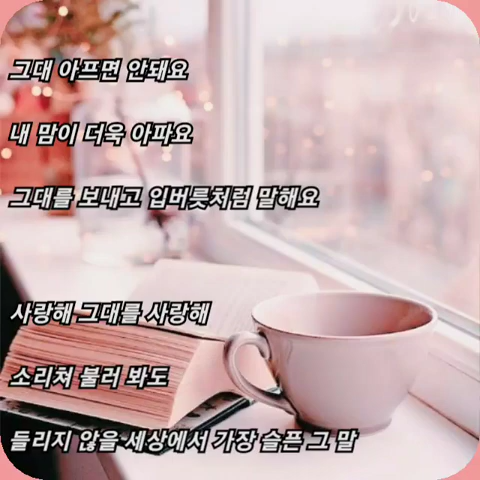 그대 아프면 안돼요
내 맘이 더욱 아파요
그대를 보내고 입버릇처럼 말해요
사랑해 그대를 사랑해
소리쳐 불러 봐도
들리지 않을 세상에서 가장 슬픈 그 말